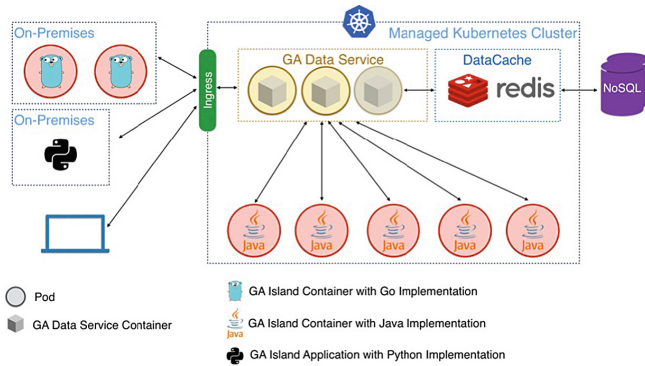 On-Premises
Managed Kubernetes Cluster
GA Data Service
DataCache
redis
NoSQL
Ingress
On-Premises
Java
Java
Java
Java
Java
Pod
GA Data Service Container
GA Island Container with Go Implementation
Java
GA Island Container with Java Implementation
GA Island Application with Python Implementation